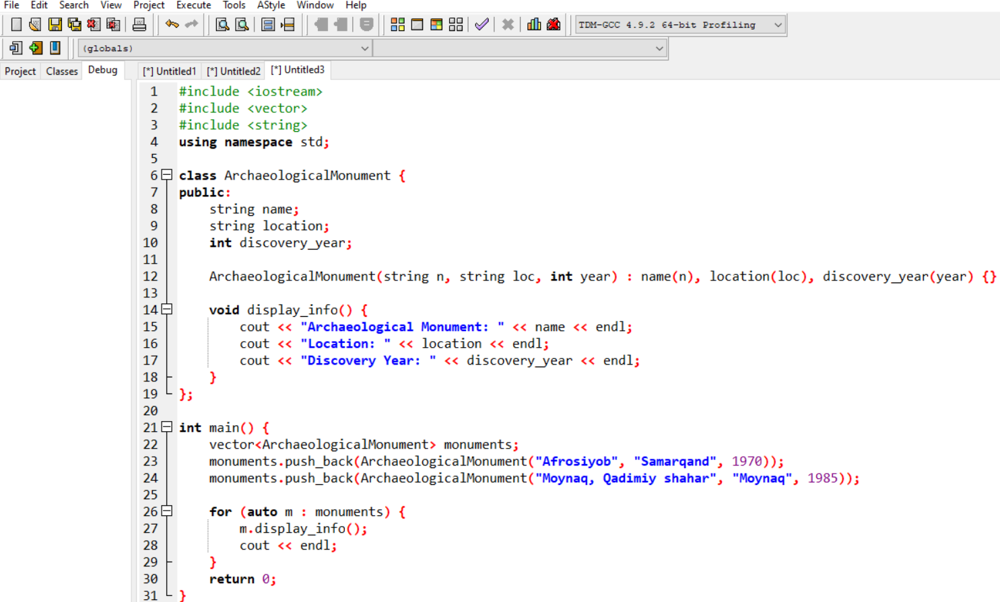 File Edit Search View Project Execute Tools AStyle Window Help
TDM-GCC 4.9.2 64-bit Profiling
(globals)
Project Classes Debug [*] Untitled1 [*] Untitled2 [*] Untitled3
1 #include <iostream>
2 #include <vector>
3 #include <string>
4 using namespace std;
5
6 class ArchaeologicalMonument {
7 public:
8     string name;
9     string location;
10     int discovery_year;
11
12     ArchaeologicalMonument(string n, string loc, int year) : name(n), location(loc), discovery_year(year) {}
13
14     void display_info() {
15         cout << "Archaeological Monument: " << name << endl;
16         cout << "Location: " << location << endl;
17         cout << "Discovery Year: " << discovery_year << endl;
18     }
19 };
20
21 int main() {
22     vector<ArchaeologicalMonument> monuments;
23     monuments.push_back(ArchaeologicalMonument("Afrosiyob", "Samarqand", 1970));
24     monuments.push_back(ArchaeologicalMonument("Moynaq, Qadimiy shahar", "Moynaq", 1985));
25
26     for (auto m : monuments) {
27         m.display_info();
28         cout << endl;
29     }
30     return 0;
31 }